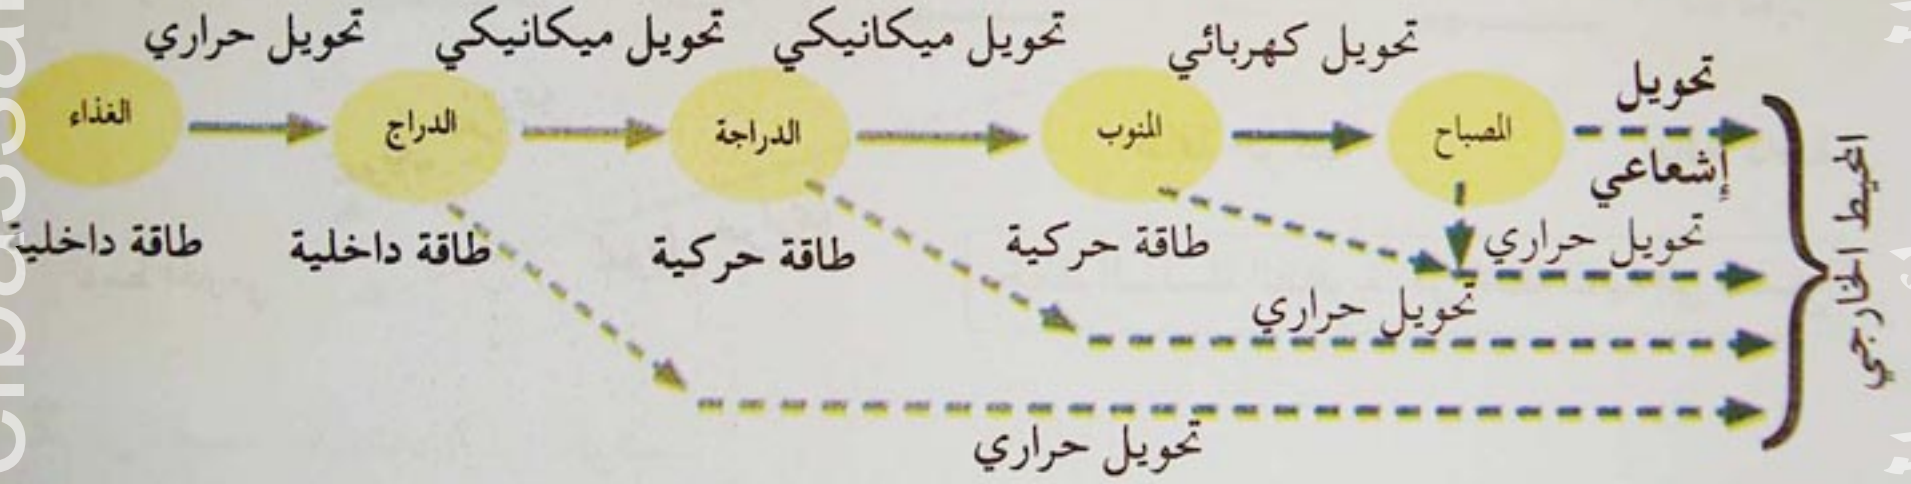 تحويل حراري
تحويل ميكانيكي
تحويل ميكانيكي
تحويل كهربائي
تحويل
إشعاعي
الغذاء
الدراج
الدراجة
المنوب
المصباح
طاقة داخلية
طاقة داخلية
طاقة حركية
طاقة حركية
تحويل حراري
تحويل حراري
تحويل حراري
المحيط الخارجي